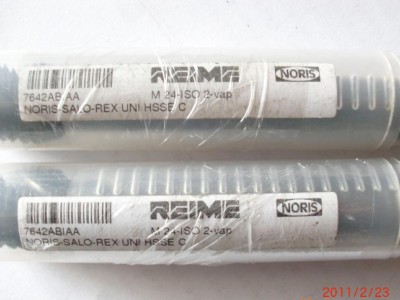 REIME NORIS
7642ABIAA M 24-ISO 2-vap
NORIS-SALO-REX UNI HSSE C
REIME NORIS
7642ABIAA M 24-ISO 2-vap
NORIS-SALO-REX UNI HSSE C
2011/2/23